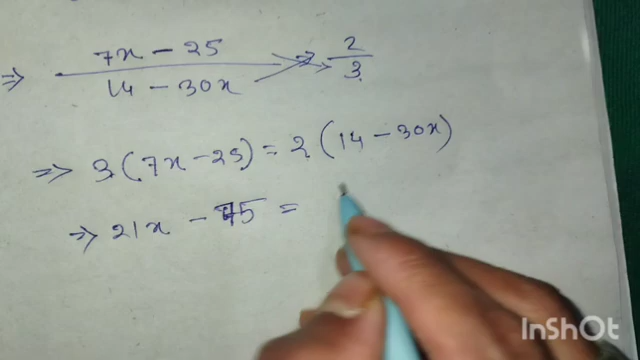 ⇒ (7x - 25)/(14 - 30x) = 2/3
⇒ 3(7x - 25) = 2(14 - 30x)
⇒ 21x - 75 =
InShOt